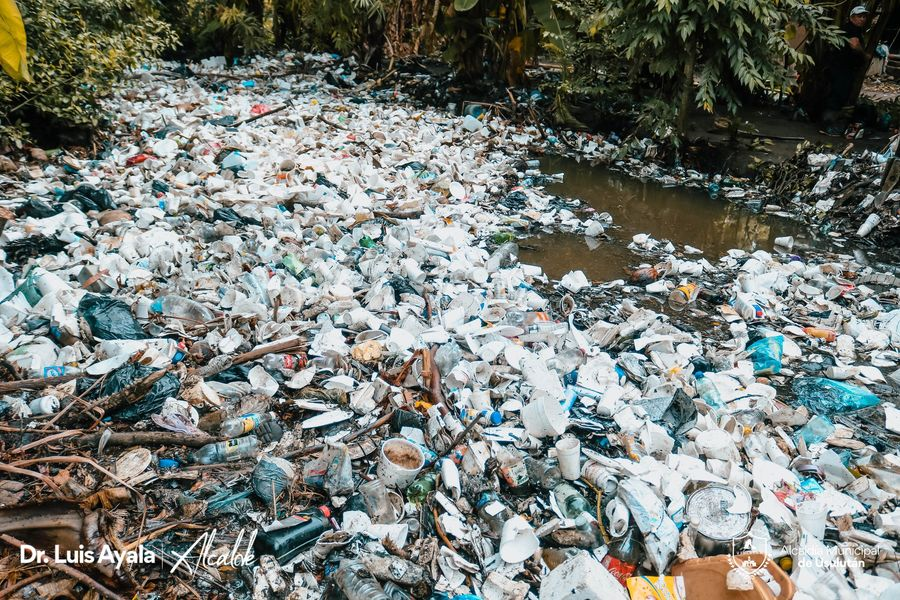 Dr. Luis Ayala
Alcalde
Alcaldía Municipal
de Usulután